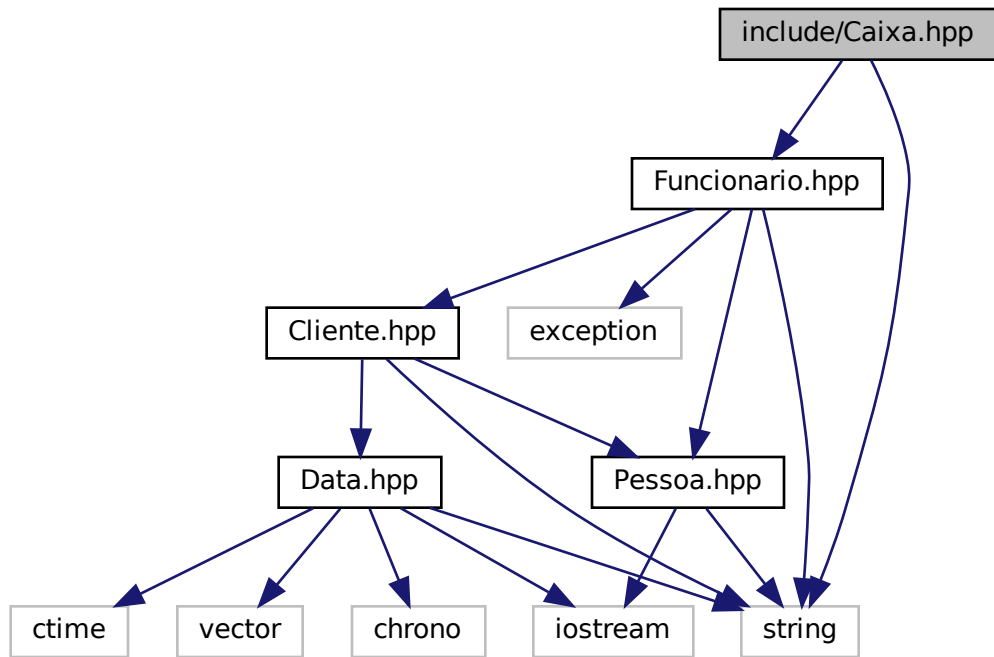 include/Caixa.hpp
Funcionario.hpp
Cliente.hpp
exception
Data.hpp
Pessoa.hpp
ctime
vector
chrono
iostream
string